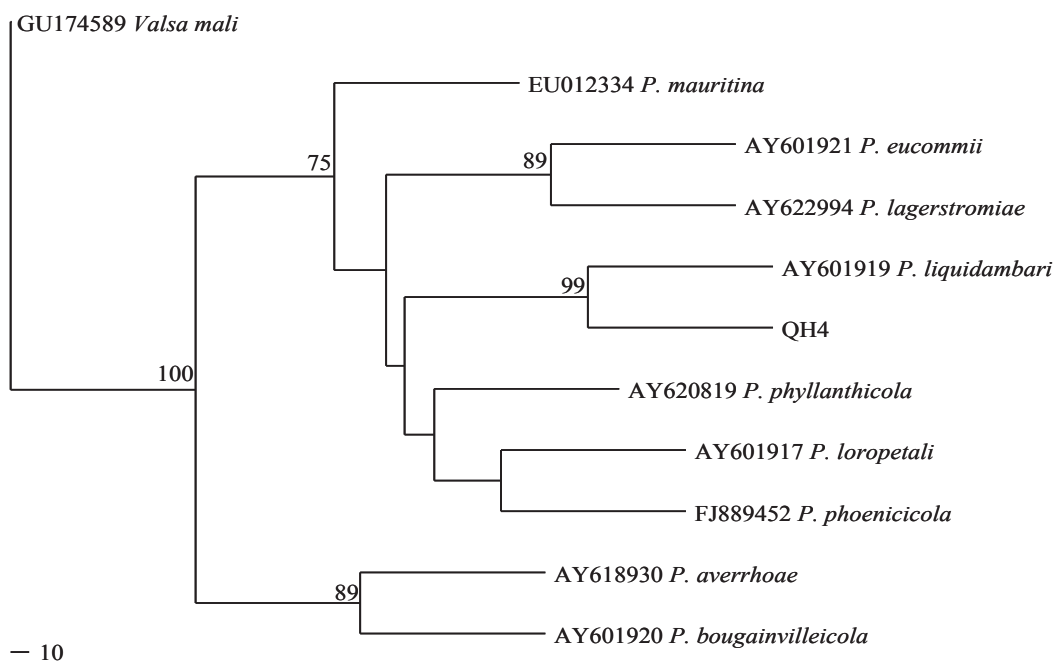 GU174589 Valsa mali
EU012334 P. mauritina
75
89
AY601921 P. eucommii
AY622994 P. lagerstromiae
AY601919 P. liquidambari
99
QH4
100
AY620819 P. phyllanthicola
AY601917 P. loropetali
FJ889452 P. phoenicicola
AY618930 P. averrhoae
89
AY601920 P. bougainvilleicola
10